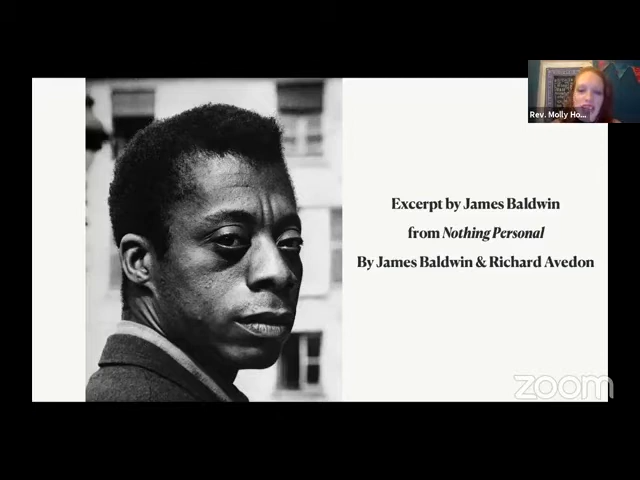 Rev. Molly Ho...
Excerpt by James Baldwin
from Nothing Personal
By James Baldwin & Richard Avedon
zoom